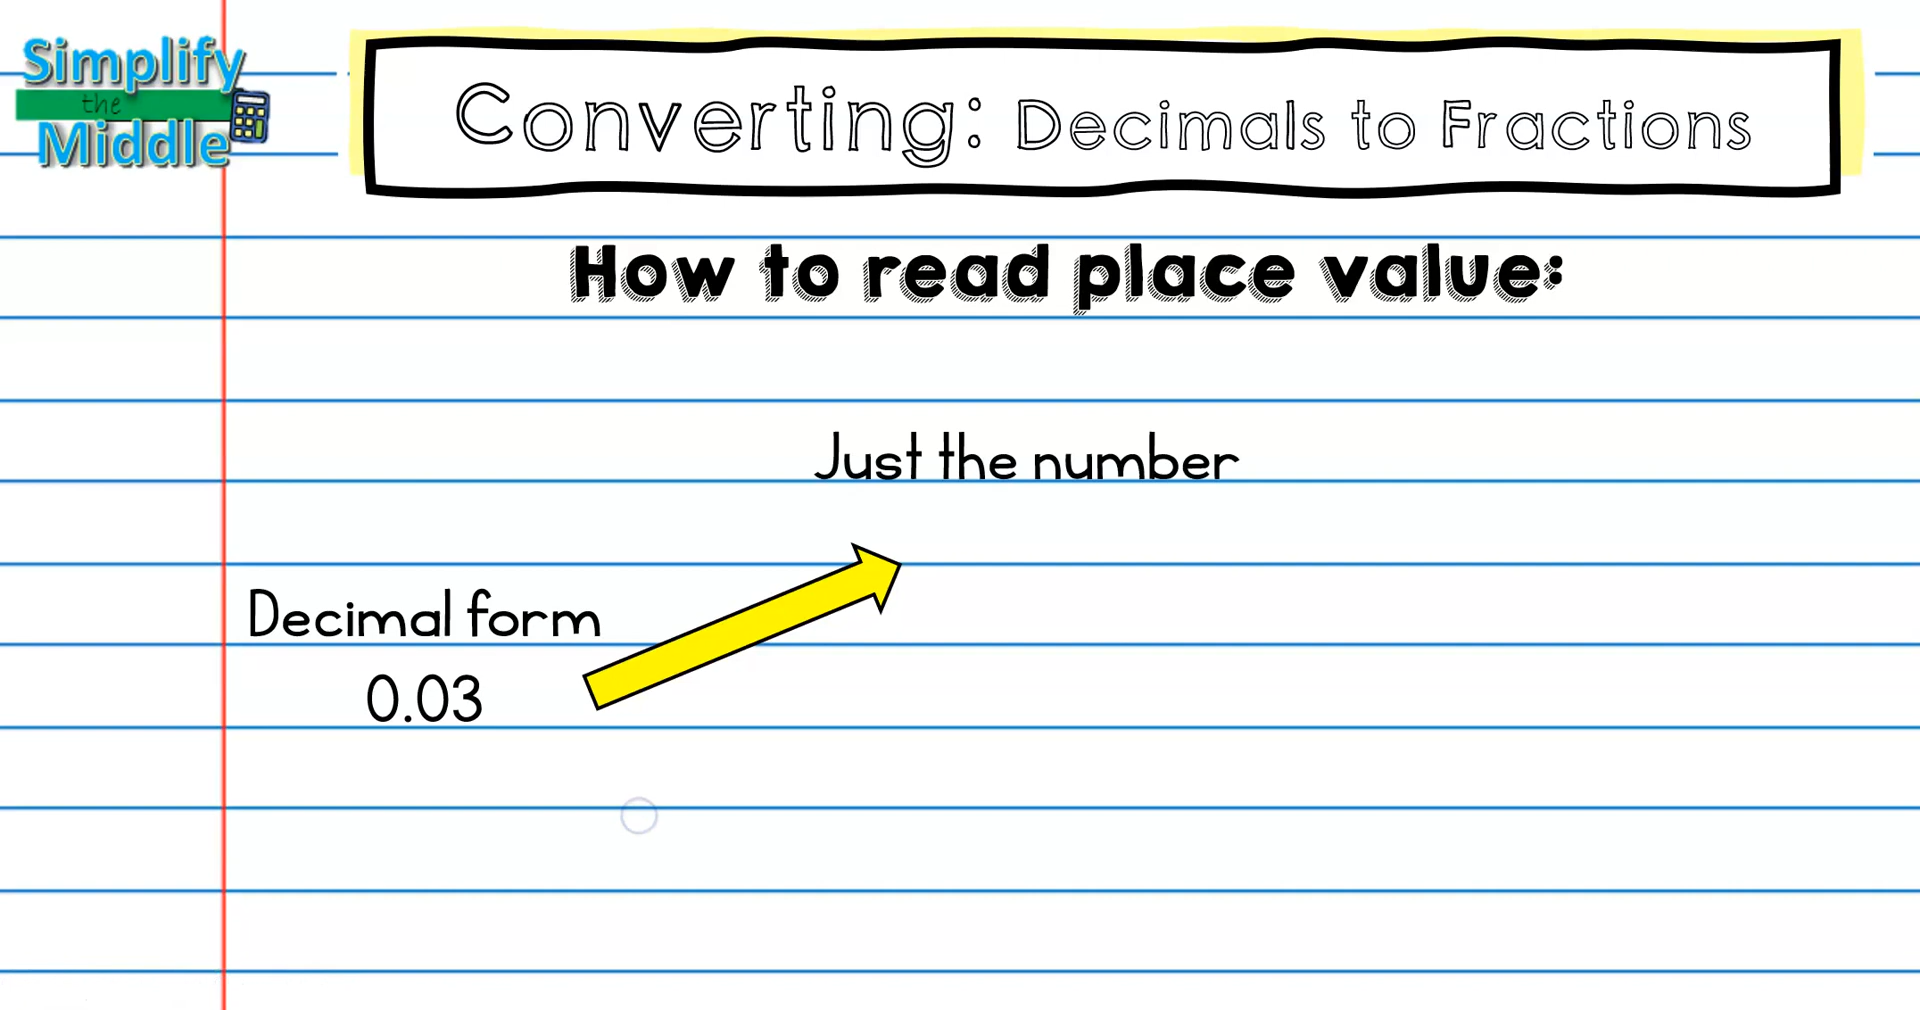 Simplify
the
Middle
Converting: Decimals to Fractions
How to read place value:
Just the number
Decimal form
0.03